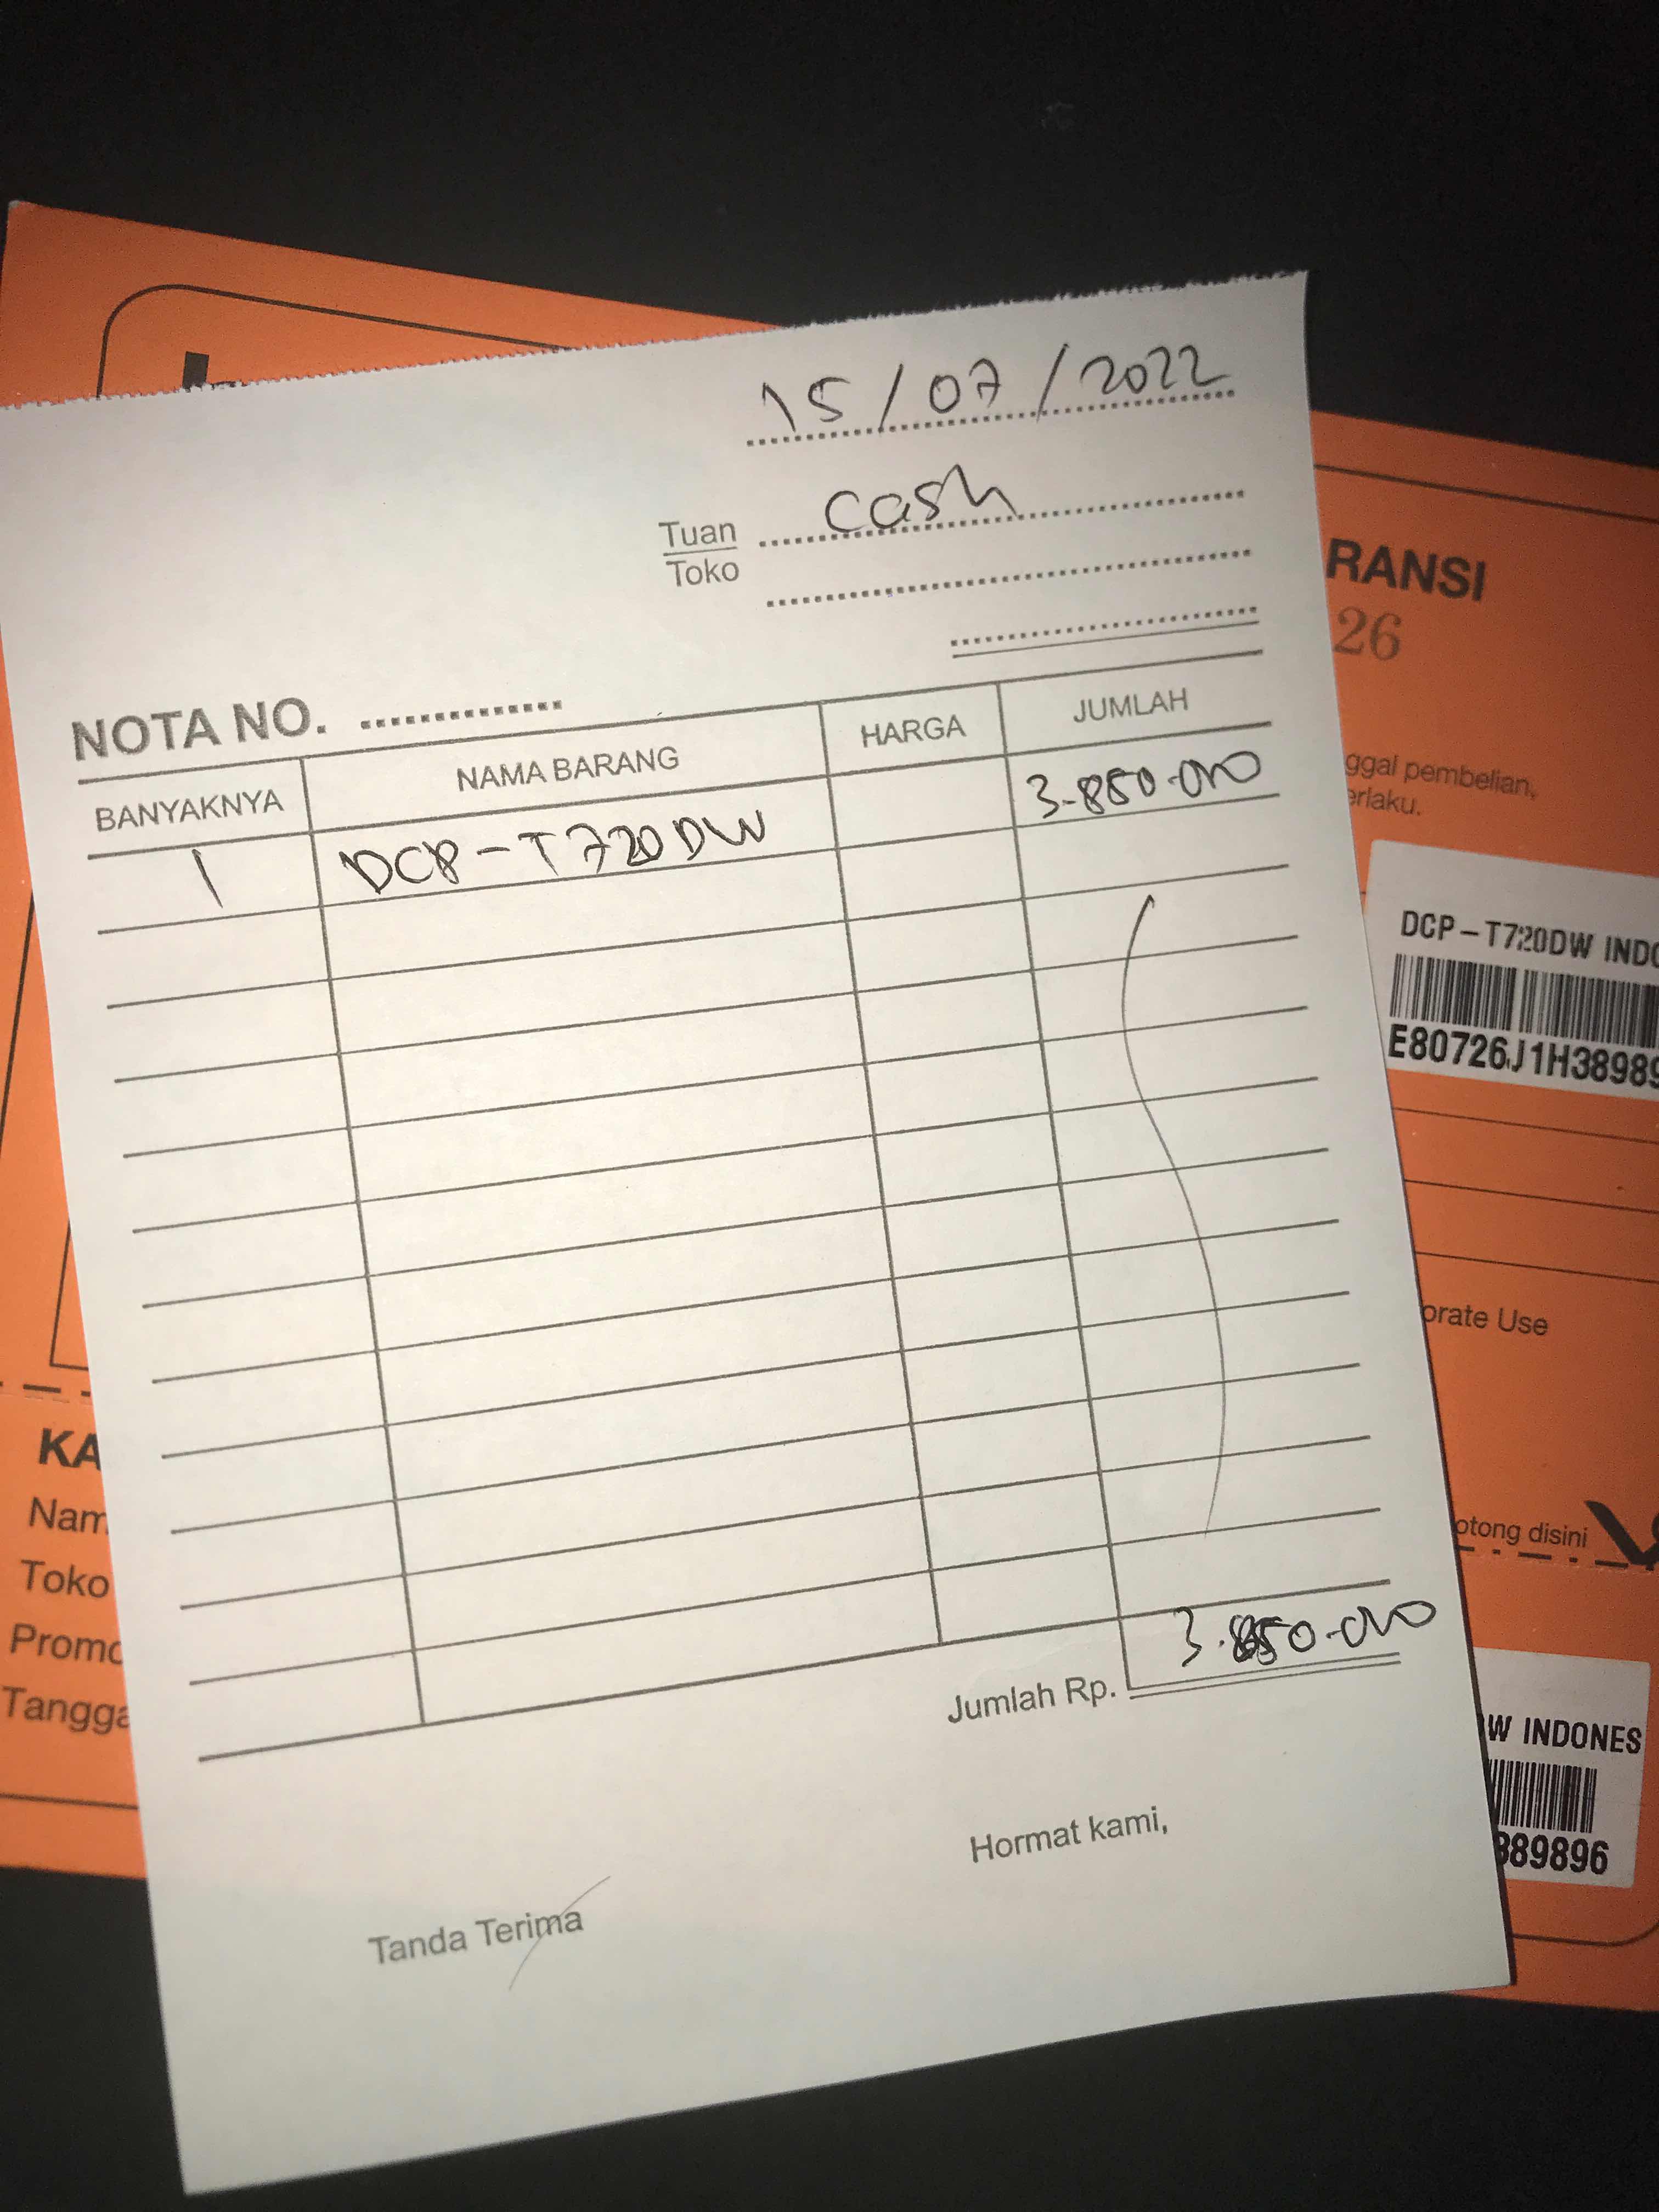 15/07/2022
Tuan cash
Toko
NOTA NO.
BANYAKNYA NAMA BARANG HARGA JUMLAH
1 DCP-T720DW 3.850.000
Jumlah Rp. 3.850.000
Tanda Terima Hormat kami,
RANSI
26
ggal pembelian.
erlaku.
DCP-T720DW INDO
E80726J1H38989
orate Use
otong disini
KA
Nam
Toko
Promo
Tangga
W INDONES
389896